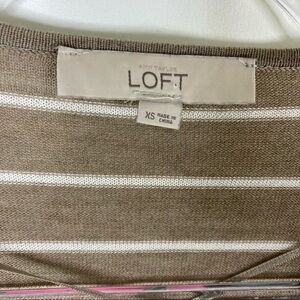 ANN TAYLOR
LOFT
XS MADE IN
CHINA